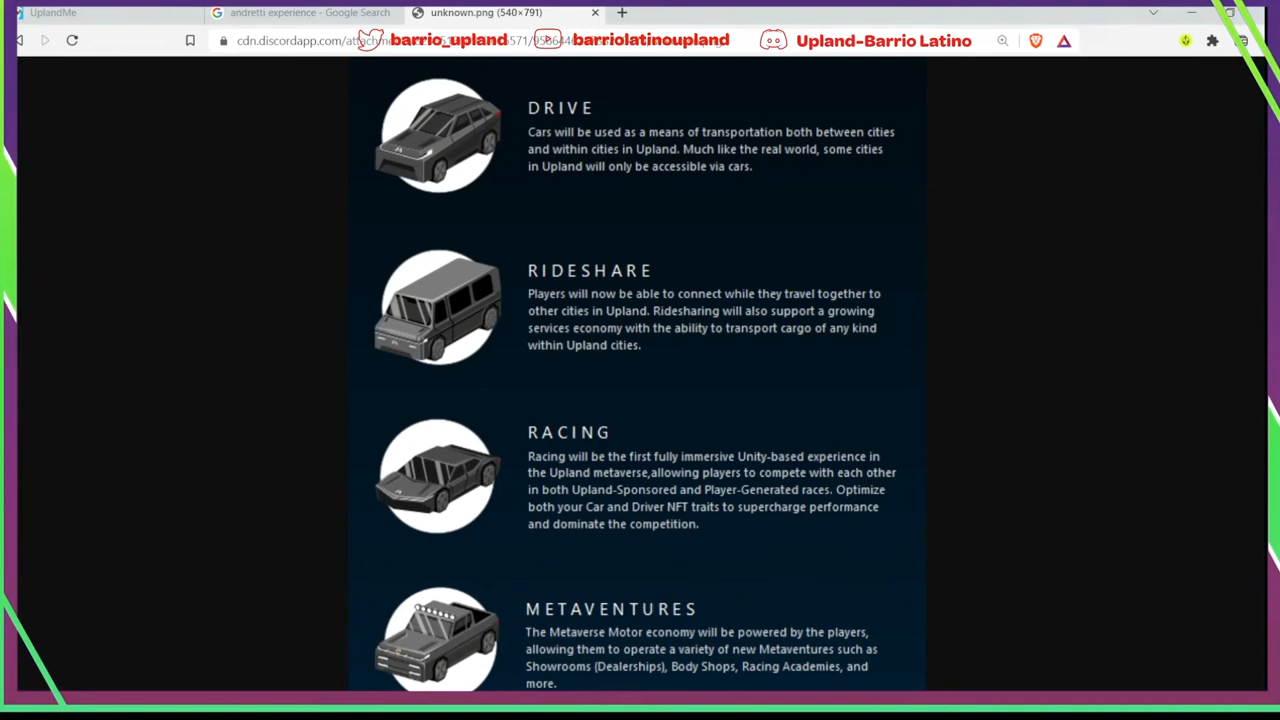 UplandMe
andretti experience - Google Search
unknown.png (540×791)
cdn.discordapp.com/
barrio_upland
barriolatinoupland
Upland-Barrio Latino
DRIVE
Cars will be used as a means of transportation both between cities
and within cities in Upland. Much like the real world, some cities
in Upland will only be accessible via cars.
RIDESHARE
Players will now be able to connect while they travel together to
other cities in Upland. Ridesharing will also support a growing
services economy with the ability to transport cargo of any kind
within Upland cities.
RACING
Racing will be the first fully immersive Unity-based experience in
the Upland metaverse,allowing players to compete with each other
in both Upland-Sponsored and Player-Generated races. Optimize
both your Car and Driver NFT traits to supercharge performance
and dominate the competition.
METAVENTURES
The Metaverse Motor economy will be powered by the players,
allowing them to operate a variety of new Metaventures such as
Showrooms (Dealerships), Body Shops, Racing Academies, and
more.